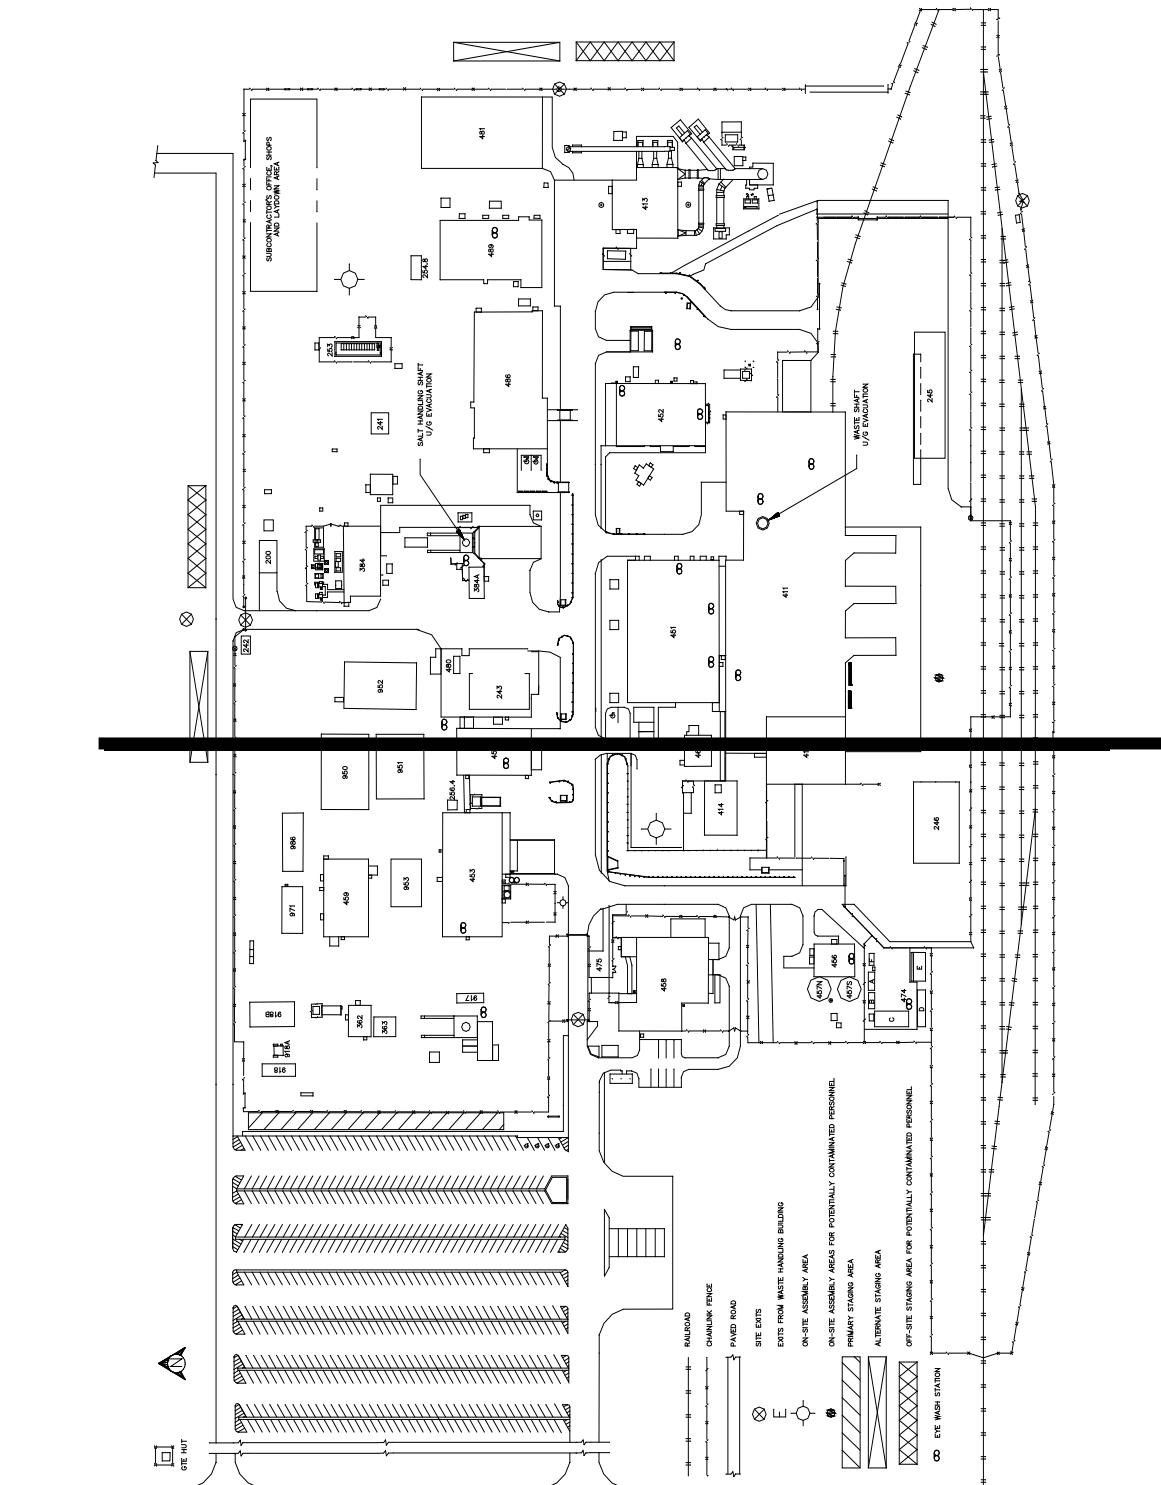 SUBCONTRACTOR'S OFFICE, SHOPS
AND LAYDOWN AREA
481
413
489
254.8
253
486
SALT HANDLING SHAFT
U/G EVACUATION
241
452
WASTE SHAFT
U/G EVACUATION
245
200
384
384A
411
451
242
952
480
243
950
951
256.4
414
246
986
971
459
953
453
475
458
456
457N
457S
F
A
B
E
474
C
D
918B
362
363
917
918A
918
RAILROAD
CHAINLINK FENCE
PAVED ROAD
SITE EXITS
E
EXITS FROM WASTE HANDLING BUILDING
ON-SITE ASSEMBLY AREA
ON-SITE ASSEMBLY AREAS FOR POTENTIALLY CONTAMINATED PERSONNEL
PRIMARY STAGING AREA
ALTERNATE STAGING AREA
OFF-SITE STAGING AREA FOR POTENTIALLY CONTAMINATED PERSONNEL
EYE WASH STATION
N
GTE HUT